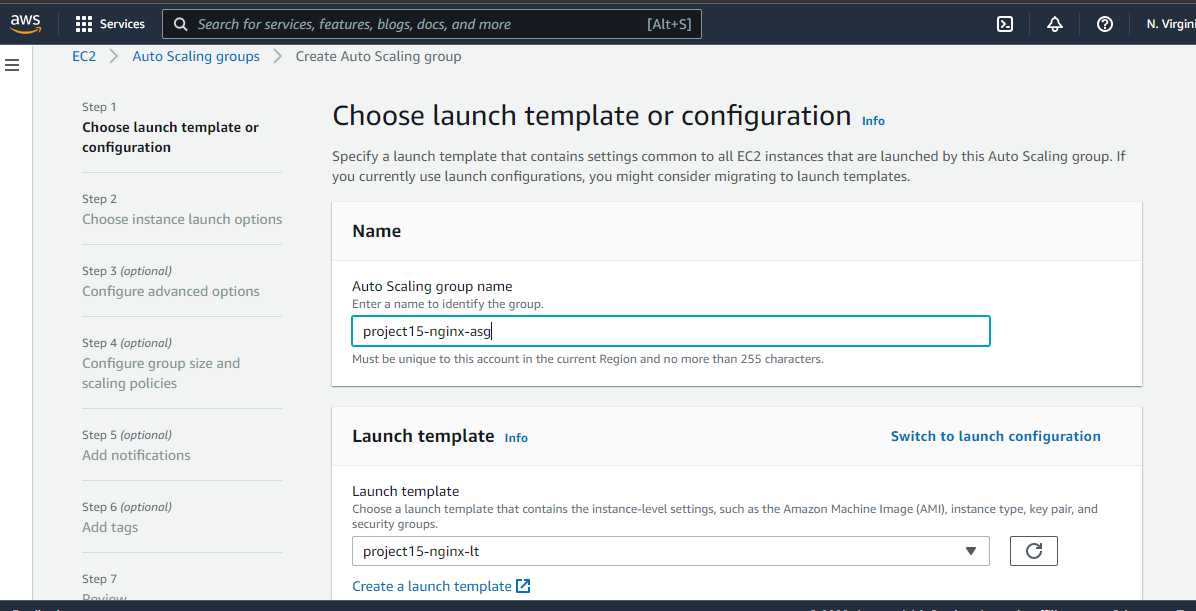 aws
Services
Search for services, features, blogs, docs, and more
[Alt+S]
N. Virgini
EC2
Auto Scaling groups
Create Auto Scaling group
Step 1
Choose launch template or
configuration
Step 2
Choose instance launch options
Step 3 (optional)
Configure advanced options
Step 4 (optional)
Configure group size and
scaling policies
Step 5 (optional)
Add notifications
Step 6 (optional)
Add tags
Step 7
Review
Choose launch template or configuration Info
Specify a launch template that contains settings common to all EC2 instances that are launched by this Auto Scaling group. If
you currently use launch configurations, you might consider migrating to launch templates.
Name
Auto Scaling group name
Enter a name to identify the group.
project15-nginx-asg
Must be unique to this account in the current Region and no more than 255 characters.
Launch template Info
Switch to launch configuration
Launch template
Choose a launch template that contains the instance-level settings, such as the Amazon Machine Image (AMI), instance type, key pair, and
security groups.
project15-nginx-lt
Create a launch template